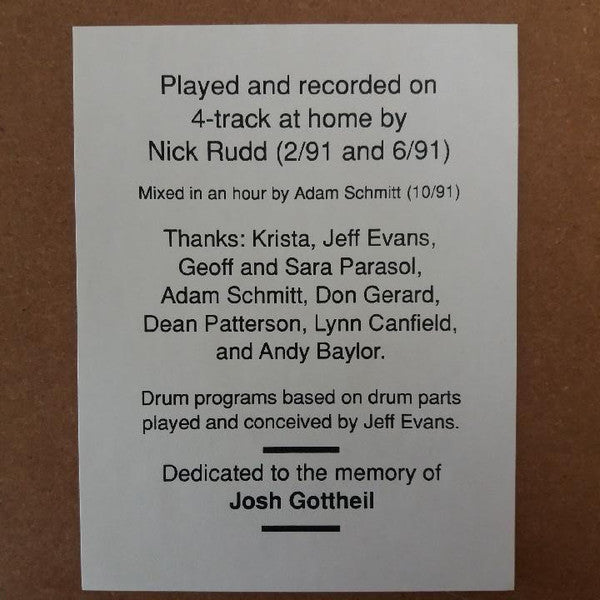 Played and recorded on
4-track at home by
Nick Rudd (2/91 and 6/91)
Mixed in an hour by Adam Schmitt (10/91)
Thanks: Krista, Jeff Evans,
Geoff and Sara Parasol,
Adam Schmitt, Don Gerard,
Dean Patterson, Lynn Canfield,
and Andy Baylor.
Drum programs based on drum parts
played and conceived by Jeff Evans.
Dedicated to the memory of
Josh Gottheil